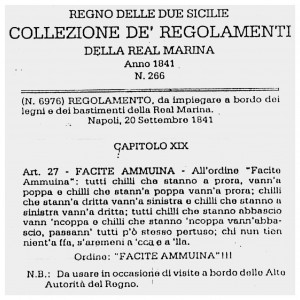 REGNO DELLE DUE SICILIE
COLLEZIONE DE' REGOLAMENTI
DELLA REAL MARINA
Anno 1841
N. 266
(N. 6976) REGOLAMENTO, da impiegare a bordo dei
legni e dei bastimenti della Real Marina.
Napoli, 20 Settembre 1841
CAPITOLO XIX
Art. 27 - FACITE AMMUINA - All'ordine "Facite
Ammuina": tutti chilli che stanno a prora, vann'a
poppa e chilli che stann'a poppa vann'a prora; chilli
che stann'a dritta vann'a sinistra e chilli che stanno a
sinistra vann'a dritta; tutti chilli che stanno abbascio
vann 'ncoppa e chilli che stanno 'ncoppa vann'ab-
bascio, passann' tutti p'ò stesso pertuso; chi nun tien
nient'a ffa, s'aremeni a 'cca e a 'lla.
Ordine: "FACITE AMMUINA"!!!
N.B.: Da usare in occasione di visite a bordo delle Alte
Autorità del Regno.